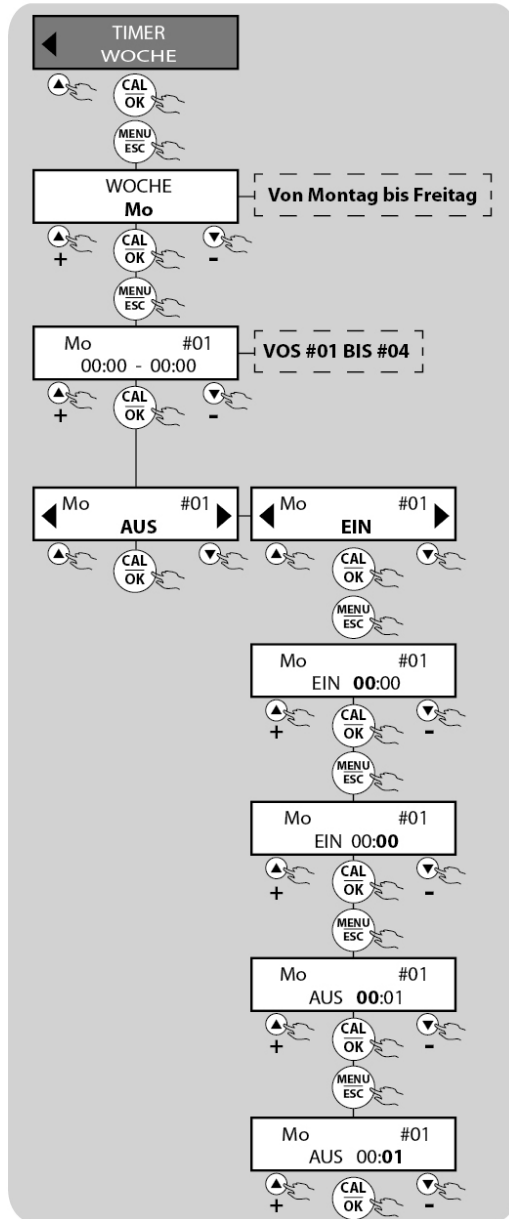 TIMER
WOCHE
CAL
OK
MENU
ESC
WOCHE
Mo
Von Montag bis Freitag
+
CAL
OK
-
MENU
ESC
Mo #01
00:00 - 00:00
VOS #01 BIS #04
+
CAL
OK
-
Mo #01
AUS
Mo #01
EIN
CAL
OK
CAL
OK
MENU
ESC
Mo #01
EIN 00:00
+
CAL
OK
-
MENU
ESC
Mo #01
EIN 00:00
+
CAL
OK
-
MENU
ESC
Mo #01
AUS 00:01
+
CAL
OK
-
MENU
ESC
Mo #01
AUS 00:01
+
CAL
OK
-